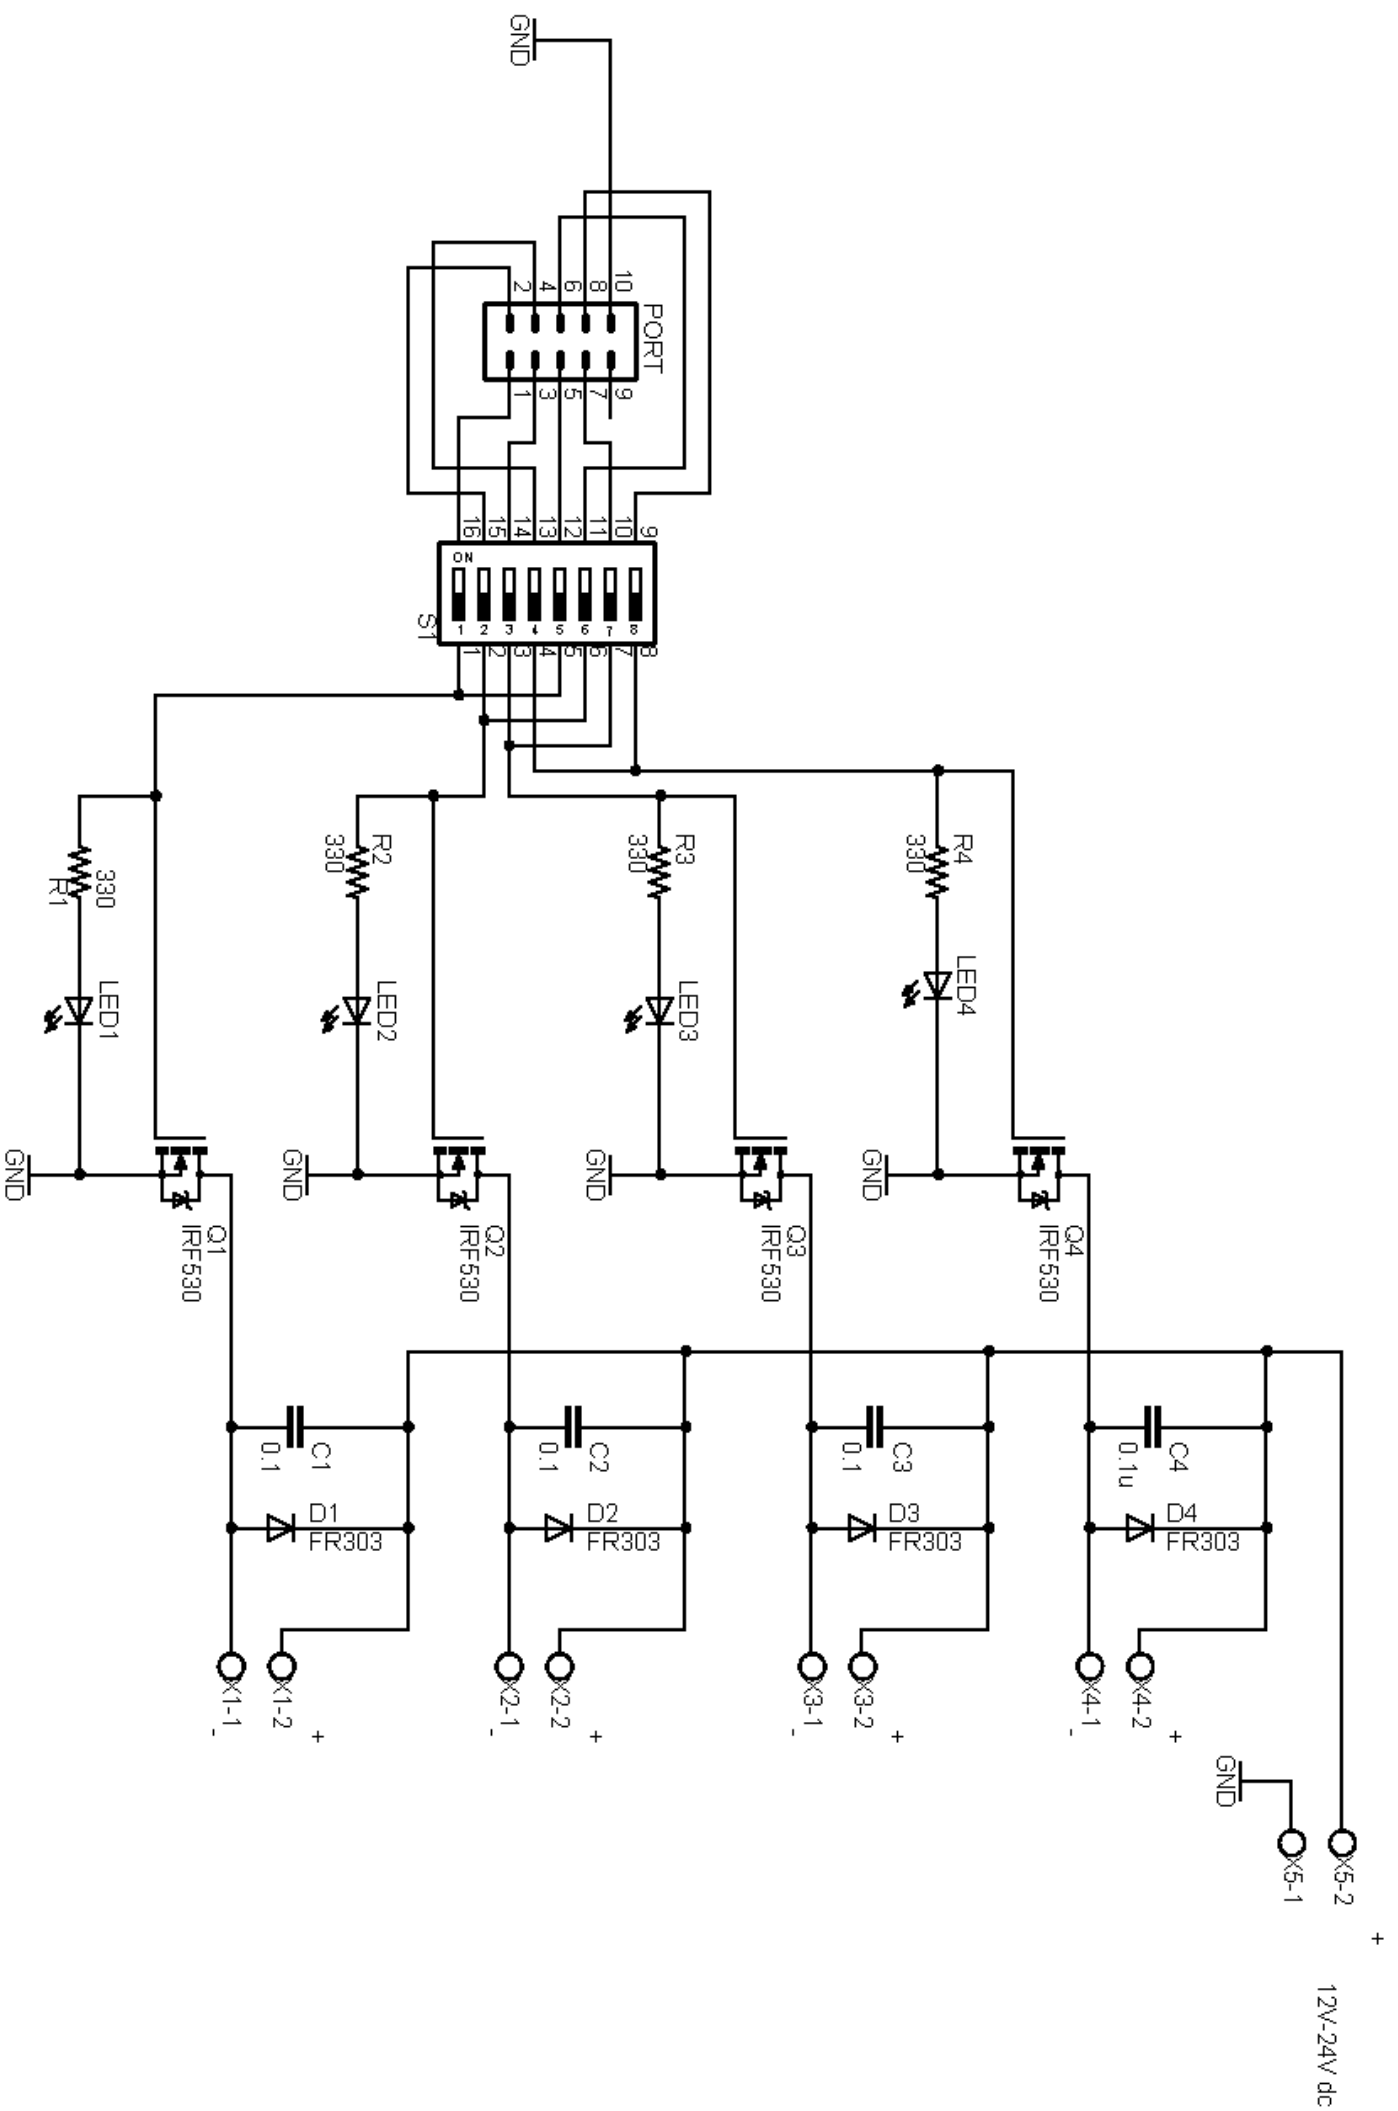 GND
10
8
6
4
2
PORT
9
7
5
3
1
16
15
14
13
12
11
10
9
ON
1
2
3
4
5
6
7
8
S1
1
2
3
4
5
6
7
8
330
R1
R2
330
R3
330
R4
330
LED1
LED2
LED3
LED4
GND
GND
GND
GND
Q1
IRF530
Q2
IRF530
Q3
IRF530
Q4
IRF530
C1
0.1
C2
0.1
C3
0.1
C4
0.1u
D1
FR303
D2
FR303
D3
FR303
D4
FR303
X1-1
-
X1-2
+
X2-1
-
X2-2
+
X3-1
-
X3-2
+
X4-1
-
X4-2
+
GND
X5-1
X5-2
+
12V-24V dc